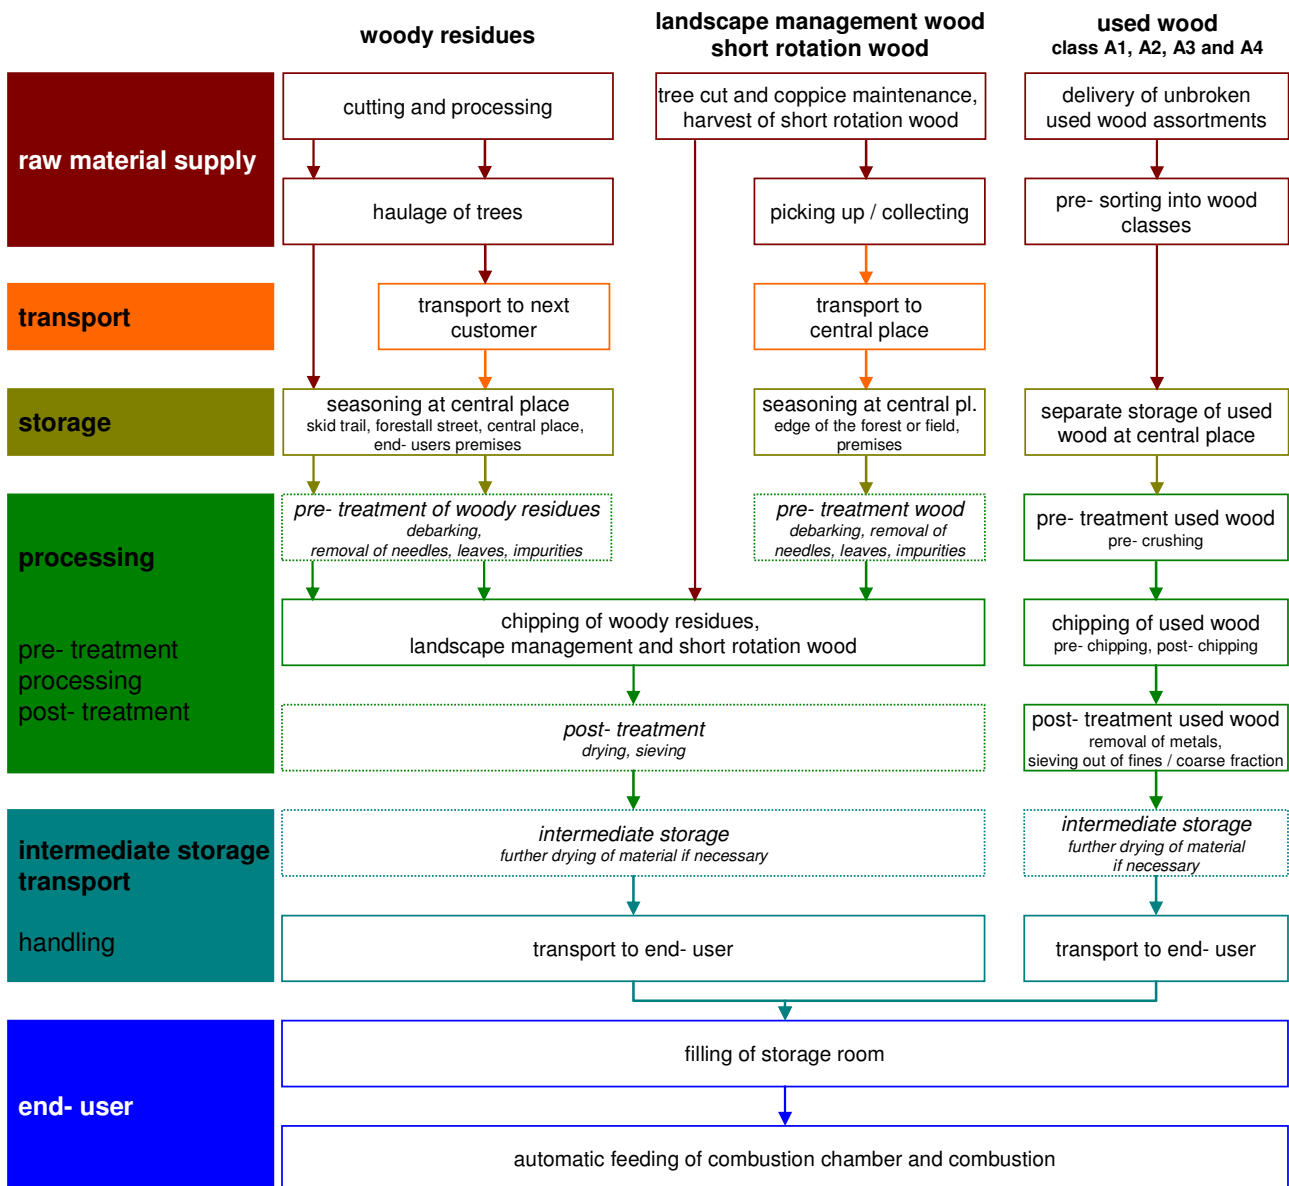 woody residues
landscape management wood
short rotation wood
used wood
class A1, A2, A3 and A4
raw material supply
cutting and processing
tree cut and coppice maintenance,
harvest of short rotation wood
delivery of unbroken
used wood assortments
haulage of trees
picking up / collecting
pre- sorting into wood
classes
transport
transport to next
customer
transport to
central place
storage
seasoning at central place
skid trail, forestall street, central place,
end- users premises
seasoning at central pl.
edge of the forest or field,
premises
separate storage of used
wood at central place
processing
pre- treatment
processing
post- treatment
pre- treatment of woody residues
debarking,
removal of needles, leaves, impurities
pre- treatment wood
debarking, removal of
needles, leaves, impurities
pre- treatment used wood
pre- crushing
chipping of woody residues,
landscape management and short rotation wood
chipping of used wood
pre- chipping, post- chipping
post- treatment
drying, sieving
post- treatment used wood
removal of metals,
sieving out of fines / coarse fraction
intermediate storage
transport
handling
intermediate storage
further drying of material if necessary
intermediate storage
further drying of material
if necessary
transport to end- user
transport to end- user
end- user
filling of storage room
automatic feeding of combustion chamber and combustion